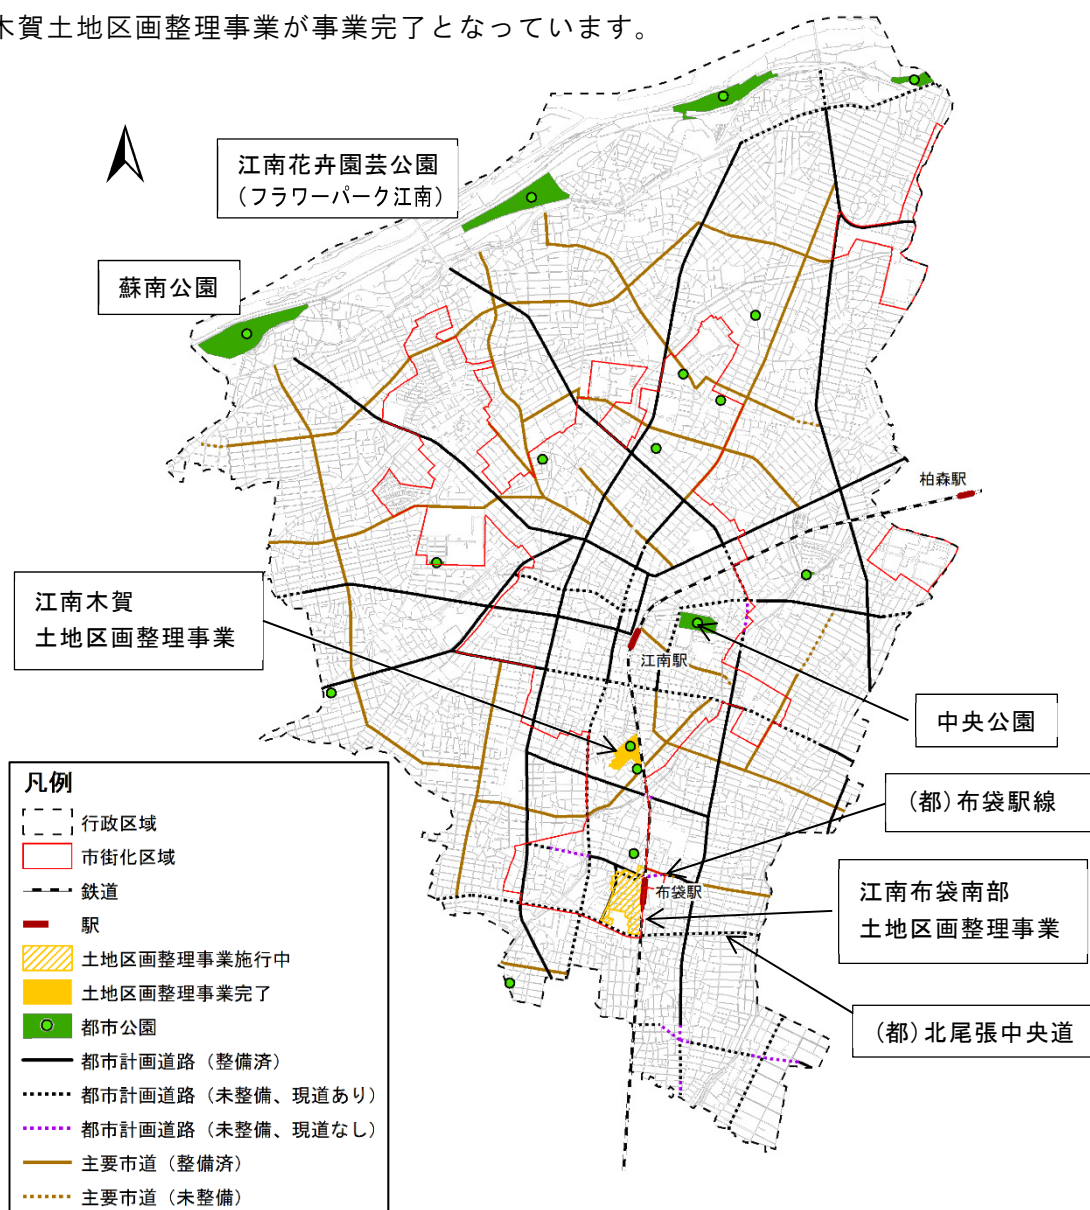 木賀土地区画整理事業が事業完了となっています。
江南花卉園芸公園
(フラワーパーク江南)
蘇南公園
柏森駅
江南木賀
土地区画整理事業
江南駅
中央公園
(都)布袋駅線
布袋駅
江南布袋南部
土地区画整理事業
(都)北尾張中央道
凡例
行政区域
市街化区域
鉄道
駅
土地区画整理事業施行中
土地区画整理事業完了
都市公園
都市計画道路(整備済)
都市計画道路(未整備、現道あり)
都市計画道路(未整備、現道なし)
主要市道(整備済)
主要市道(未整備)